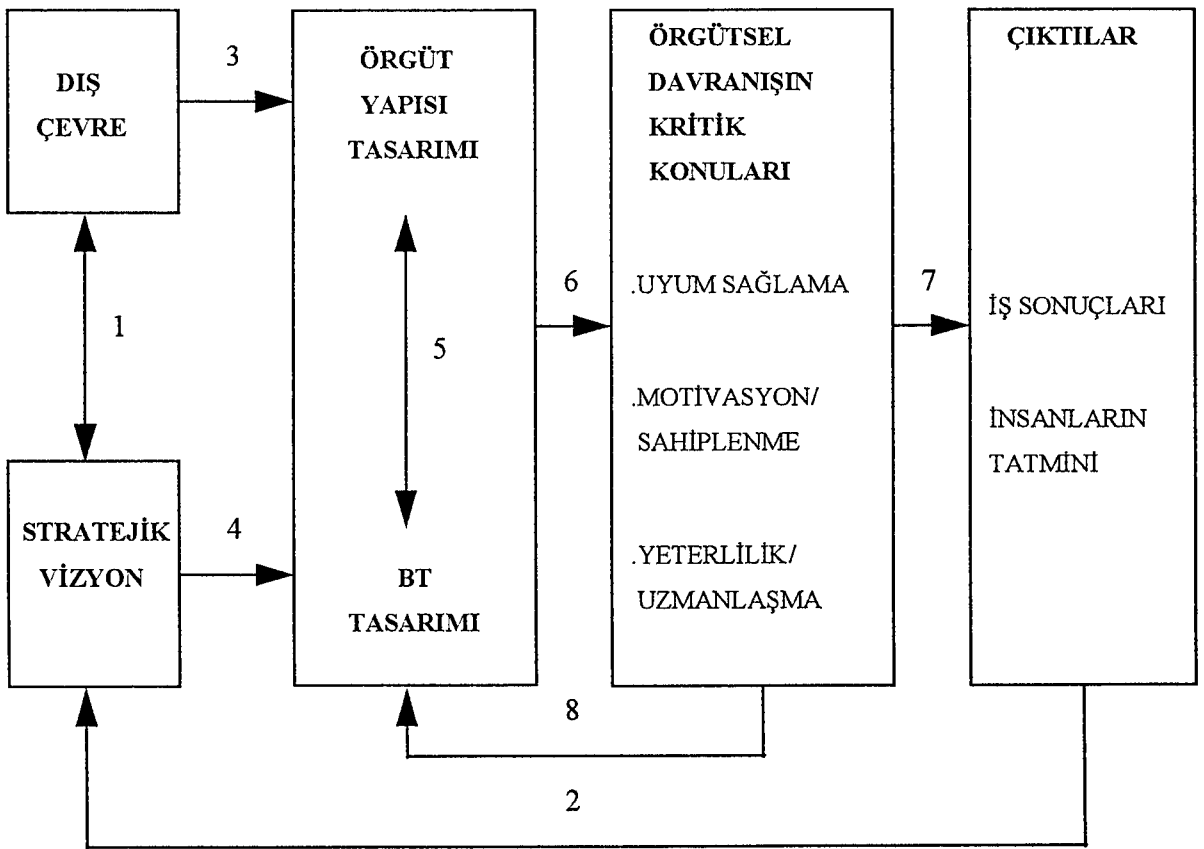 DIŞ
ÇEVRE
3
1
STRATEJİK
VİZYON
4
ÖRGÜT
YAPISI
TASARIMI
5
BT
TASARIMI
6
ÖRGÜTSEL
DAVRANIŞIN
KRİTİK
KONULARI
.UYUM SAĞLAMA
.MOTİVASYON/
SAHİPLENME
.YETERLİLİK/
UZMANLAŞMA
7
ÇIKTILAR
İŞ SONUÇLARI
İNSANLARIN
TATMİNİ
8
2